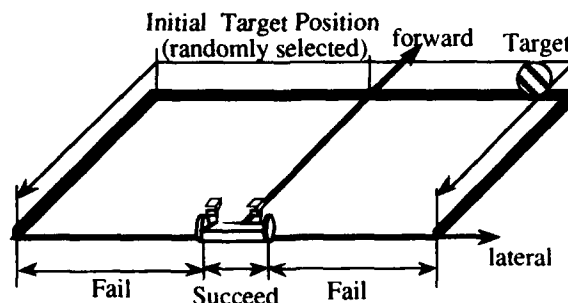 Initial Target Position
(randomly selected)
forward
Target
lateral
Fail
Succeed
Fail